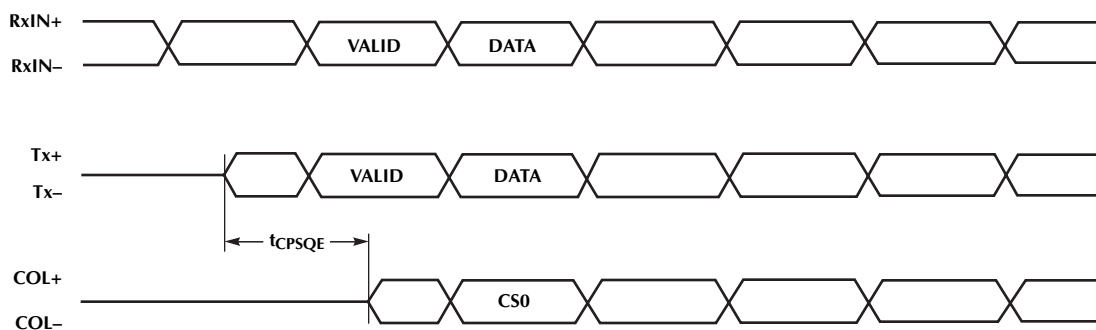 RxIN+
VALID DATA
RxIN–
Tx+
VALID DATA
Tx–
tCPSQE
COL+
CS0
COL–